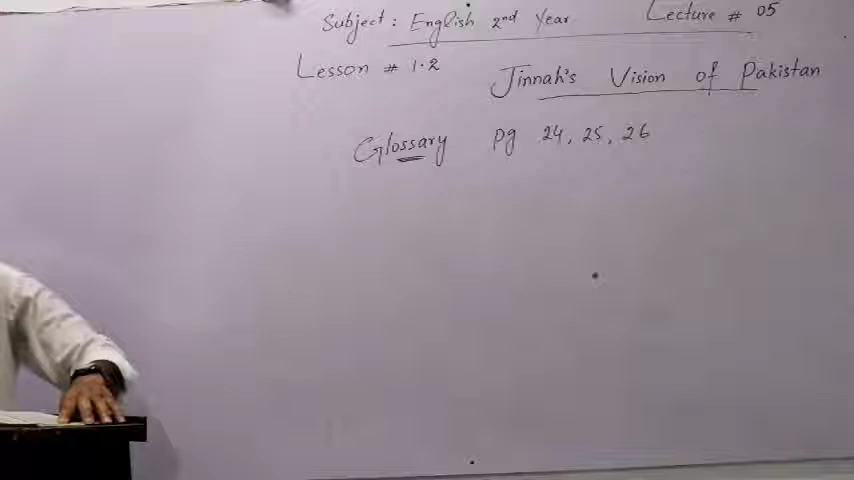 Subject: English 2nd Year Lecture # 05
Lesson # 1.2
Jinnah's Vision of Pakistan
Glossary pg 24, 25, 26